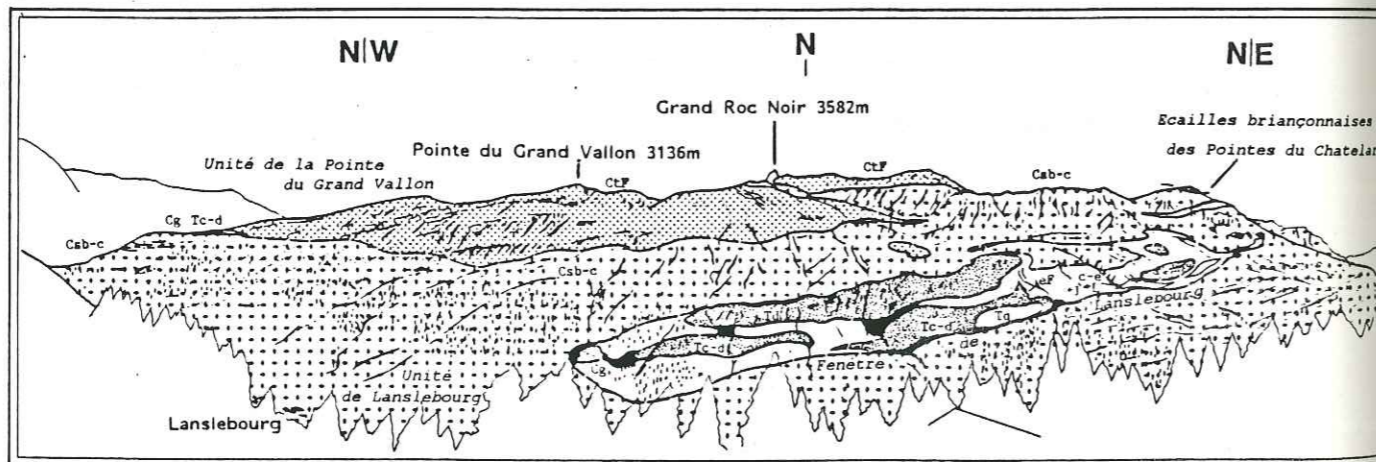 N|W
N
N|E
Grand Roc Noir 3582m
Ecailles briançonnaises
des Pointes du Chatelar
Unité de la Pointe
du Grand Vallon
Pointe du Grand Vallon 3136m
CtF
CtF
Csb-c
Cg Tc-d
Csb-c
Csb-c
Lanslebourg
Tc-d
Tq
de
Tc-d
Cg
Fenetre
Unité
de Lanslebourg
Lanslebourg